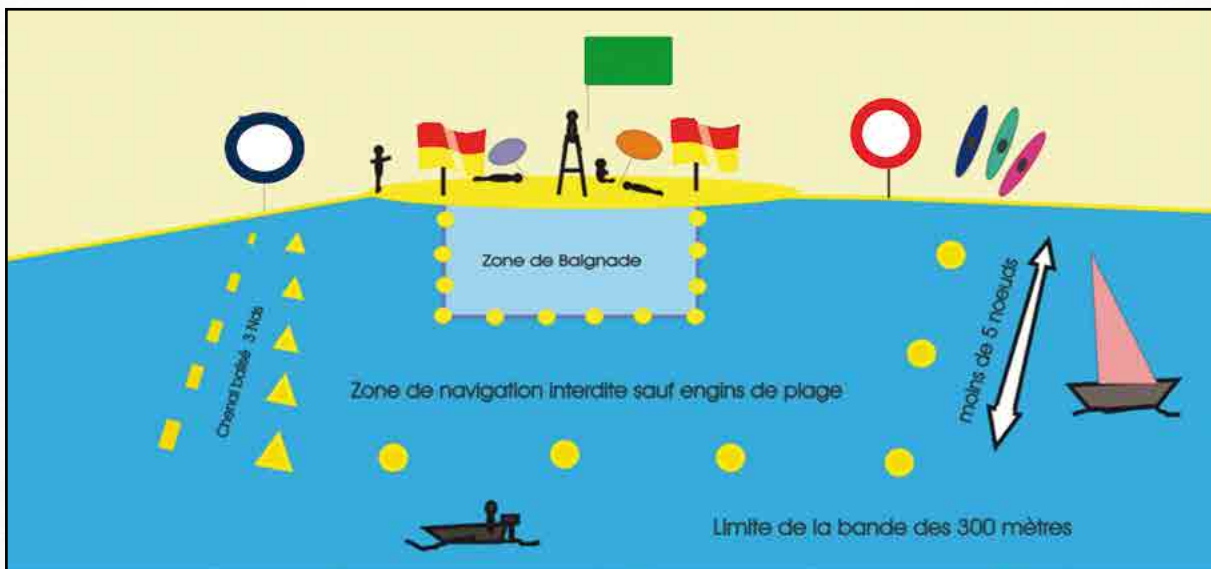 Zone de Baignade
Chenal balisé 3 Nds
moins de 5 noeuds
Zone de navigation interdite sauf engins de plage
Limite de la bande des 300 mètres